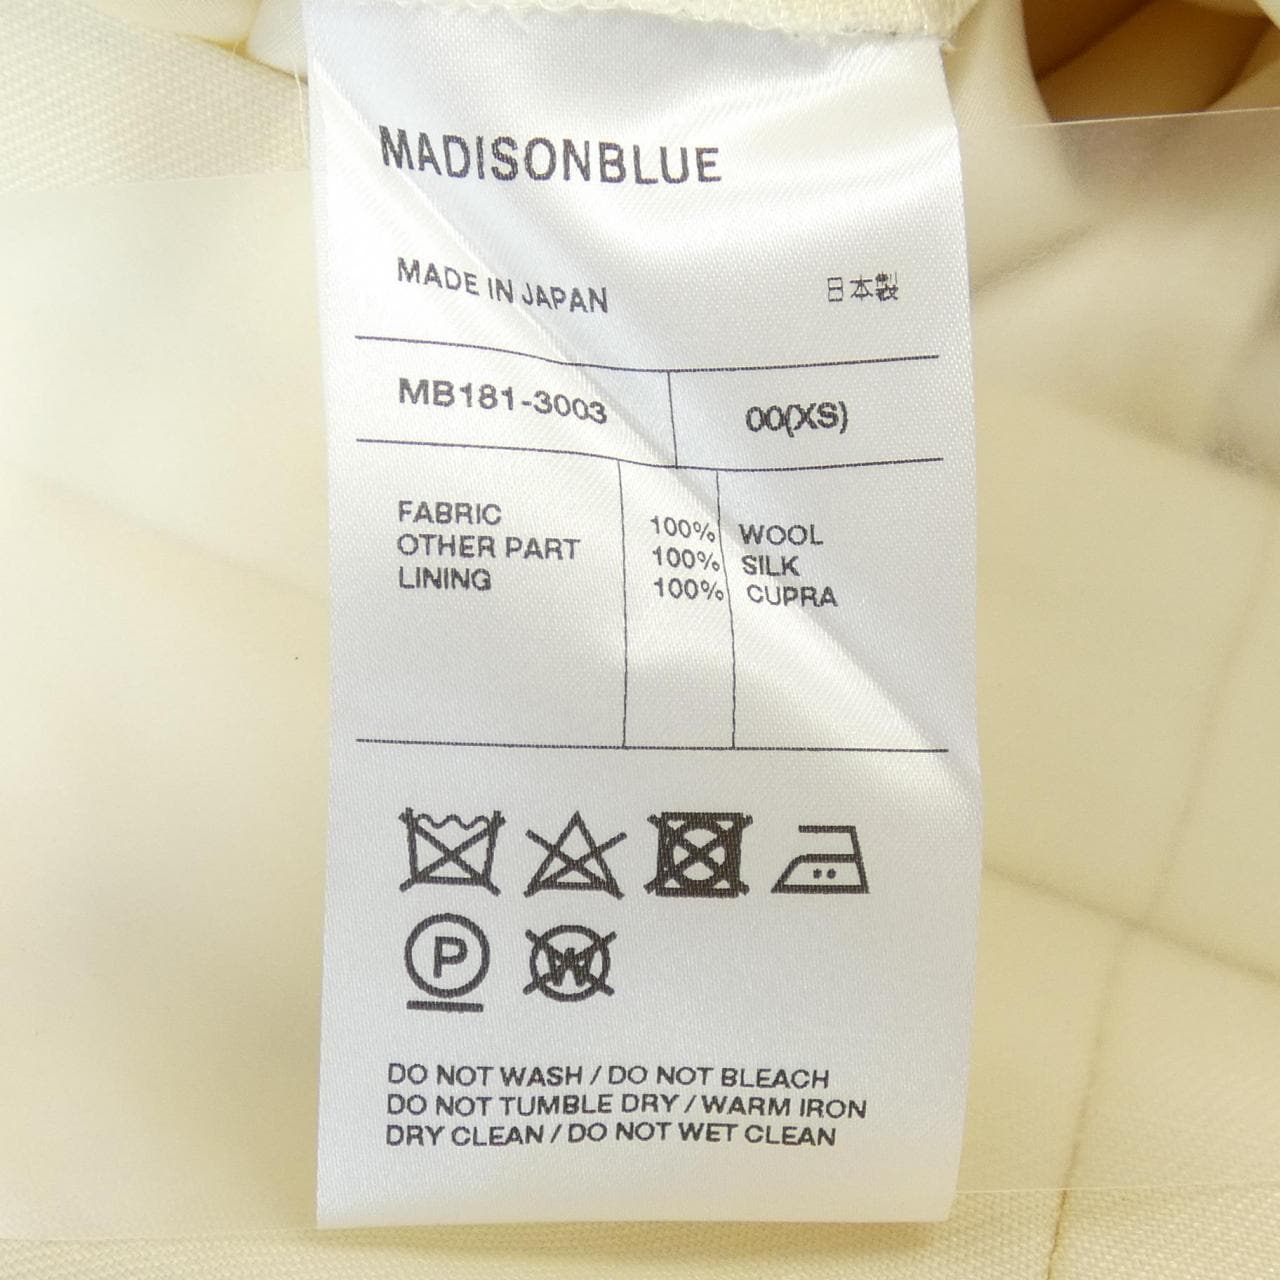 MADISONBLUE
MADE IN JAPAN 日本製
MB181-3003 00(XS)
FABRIC 100% WOOL
OTHER PART 100% SILK
LINING 100% CUPRA
P W
DO NOT WASH / DO NOT BLEACH
DO NOT TUMBLE DRY / WARM IRON
DRY CLEAN / DO NOT WET CLEAN